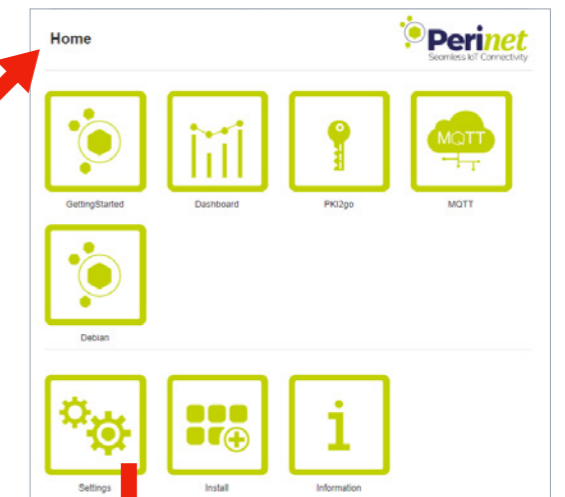 Home
Perinet
Seamless IoT Connectivity
MQTT
GettingStarted
Dashboard
PKI2go
MQTT
Debian
Settings
Install
Information